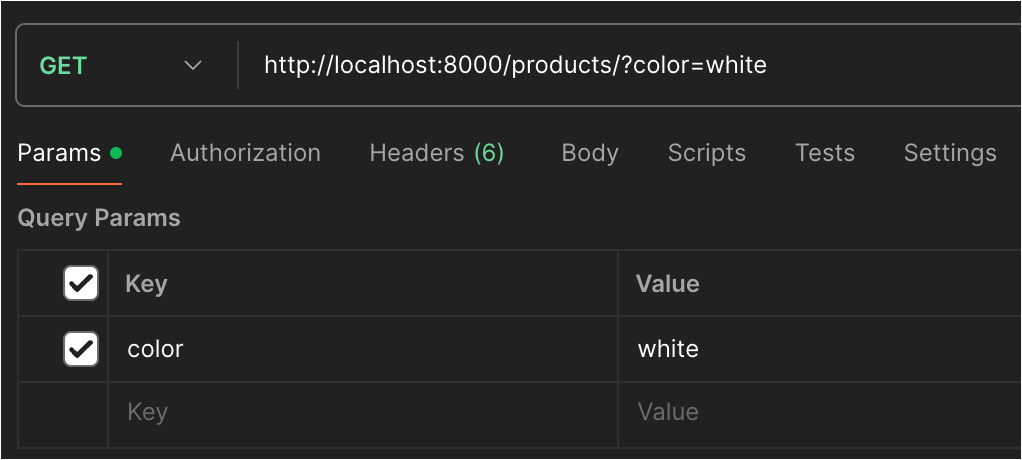 GET http://localhost:8000/products/?color=white
Params Authorization Headers (6) Body Scripts Tests Settings
Query Params
Key Value
color white
Key Value